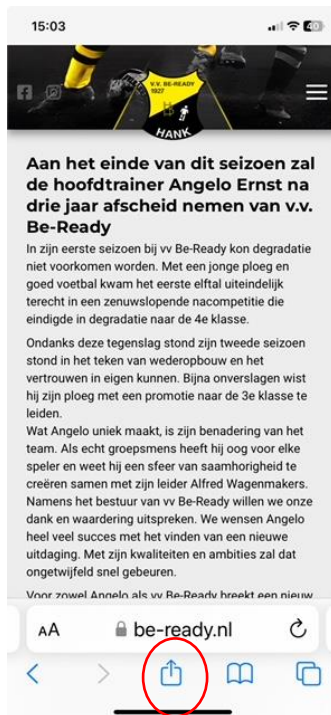 15:03
40
V.V. BE-READY
1927
HANK
Aan het einde van dit seizoen zal
de hoofdtrainer Angelo Ernst na
drie jaar afscheid nemen van v.v.
Be-Ready
In zijn eerste seizoen bij vv Be-Ready kon degradatie
niet voorkomen worden. Met een jonge ploeg en
goed voetbal kwam het eerste elftal uiteindelijk
terecht in een zenuwslopende nacompetitie die
eindigde in degradatie naar de 4e klasse.
Ondanks deze tegenslag stond zijn tweede seizoen
stond in het teken van wederopbouw en het
vertrouwen in eigen kunnen. Bijna onverslagen wist
hij zijn ploeg met een promotie naar de 3e klasse te
leiden.
Wat Angelo uniek maakt, is zijn benadering van het
team. Als echt groepsmens heeft hij oog voor elke
speler en weet hij een sfeer van saamhorigheid te
creëren samen met zijn leider Alfred Wagenmakers.
Namens het bestuur van vv Be-Ready willen we onze
dank en waardering uitspreken. We wensen Angelo
heel veel succes met het vinden van een nieuwe
uitdaging. Met zijn kwaliteiten en ambities zal dat
ongetwijfeld snel gebeuren.
Voor zowel Angelo als vv Be-Ready breekt een nieuw
AA be-ready.nl